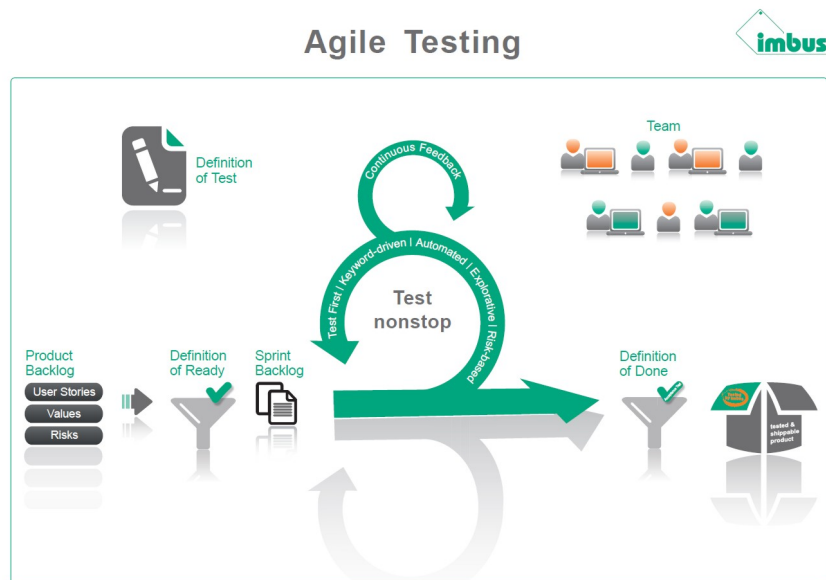 Agile Testing
imbus
Definition
of Test
Continuous Feedback
Team
Test First | Keyword-driven | Automated | Explorative | Risk-based
Test
nonstop
Product
Backlog
User Stories
Values
Risks
Definition
of Ready
Sprint
Backlog
Definition
of Done
tested &
shippable
product